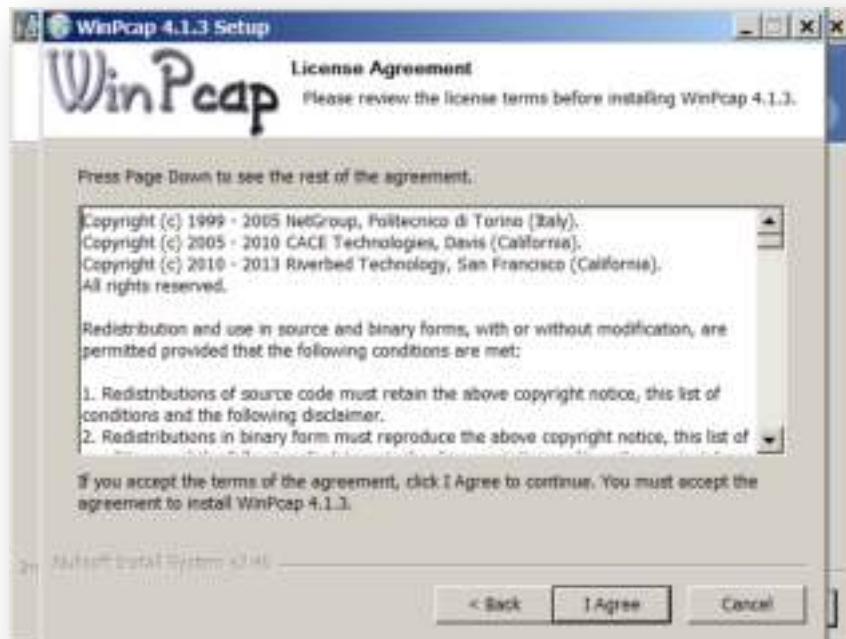 WinPcap 4.1.3 Setup
WinPcap
License Agreement
Please review the license terms before installing WinPcap 4.1.3.
Press Page Down to see the rest of the agreement.
Copyright (c) 1999 - 2005 NetGroup, Politecnico di Torino (Italy).
Copyright (c) 2005 - 2010 CACE Technologies, Davis (California).
Copyright (c) 2010 - 2013 Riverbed Technology, San Francisco (California).
All rights reserved.
Redistribution and use in source and binary forms, with or without modification, are
permitted provided that the following conditions are met:
1. Redistributions of source code must retain the above copyright notice, this list of
conditions and the following disclaimer.
2. Redistributions in binary form must reproduce the above copyright notice, this list of
If you accept the terms of the agreement, click I Agree to continue. You must accept the
agreement to install WinPcap 4.1.3.
Nullsoft Install System
< Back
I Agree
Cancel